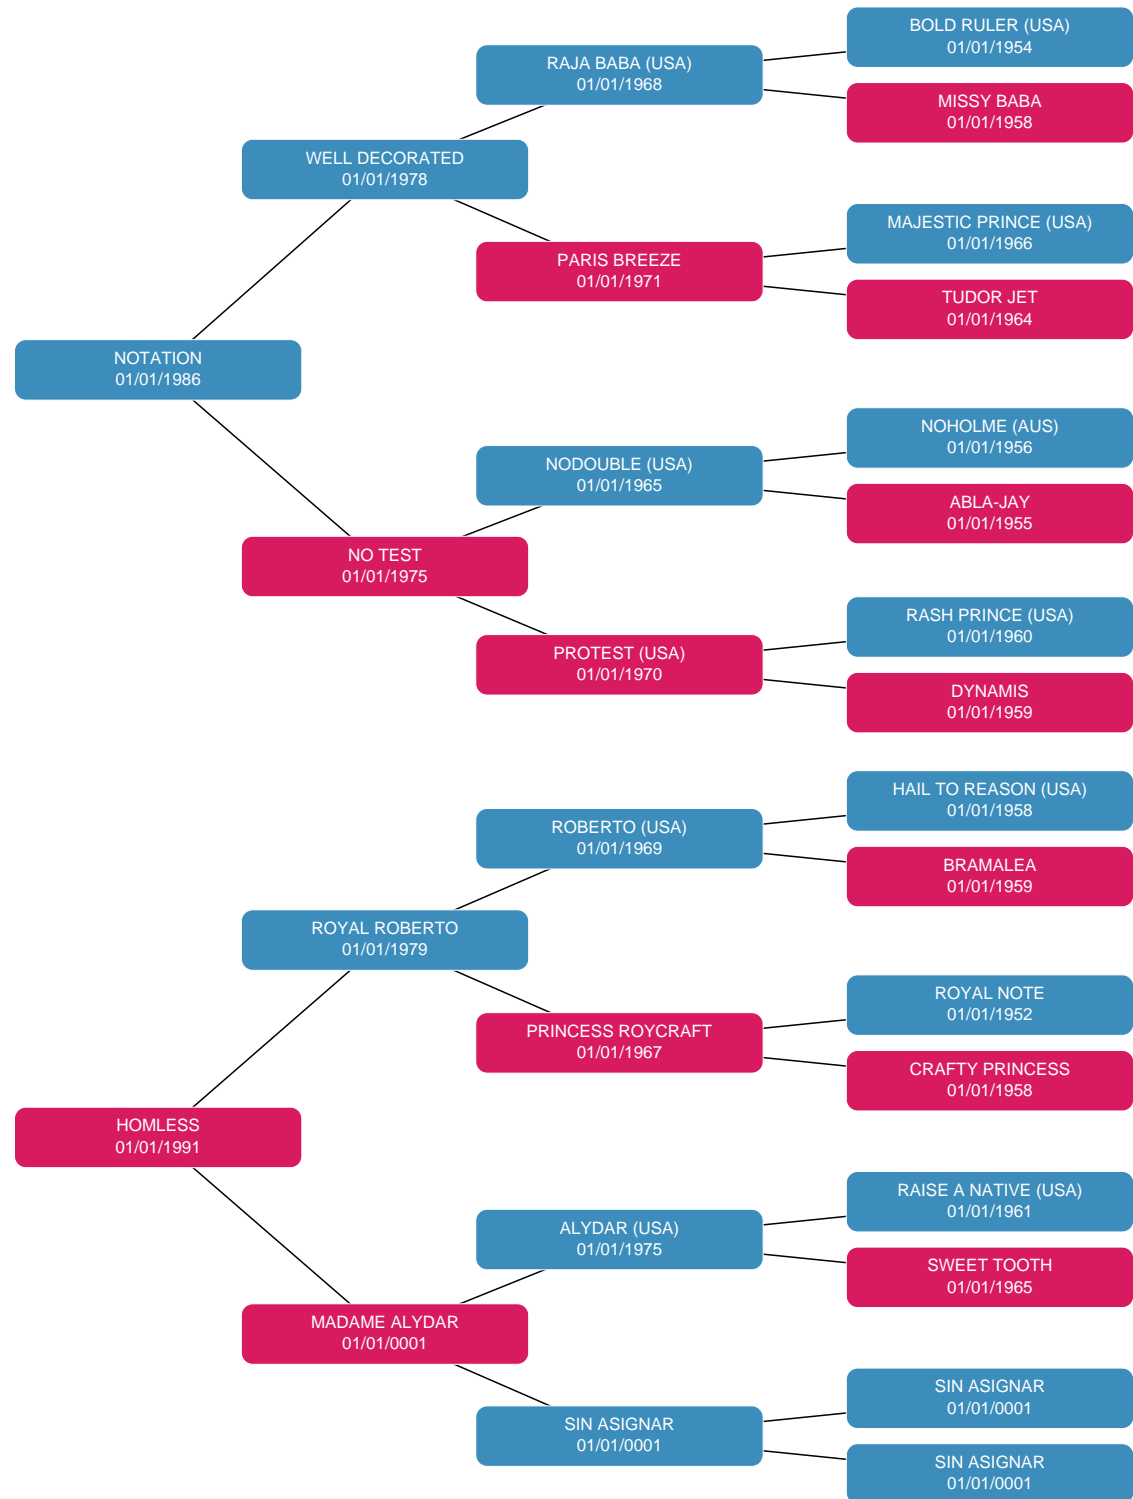 BOLD RULER (USA)
01/01/1954
RAJA BABA (USA)
01/01/1968
MISSY BABA
01/01/1958
WELL DECORATED
01/01/1978
MAJESTIC PRINCE (USA)
01/01/1966
PARIS BREEZE
01/01/1971
TUDOR JET
01/01/1964
NOTATION
01/01/1986
NOHOLME (AUS)
01/01/1956
NODOUBLE (USA)
01/01/1965
ABLA-JAY
01/01/1955
NO TEST
01/01/1975
RASH PRINCE (USA)
01/01/1960
PROTEST (USA)
01/01/1970
DYNAMIS
01/01/1959
HAIL TO REASON (USA)
01/01/1958
ROBERTO (USA)
01/01/1969
BRAMALEA
01/01/1959
ROYAL ROBERTO
01/01/1979
ROYAL NOTE
01/01/1952
PRINCESS ROYCRAFT
01/01/1967
CRAFTY PRINCESS
01/01/1958
HOMLESS
01/01/1991
RAISE A NATIVE (USA)
01/01/1961
ALYDAR (USA)
01/01/1975
SWEET TOOTH
01/01/1965
MADAME ALYDAR
01/01/0001
SIN ASIGNAR
01/01/0001
SIN ASIGNAR
01/01/0001
SIN ASIGNAR
01/01/0001